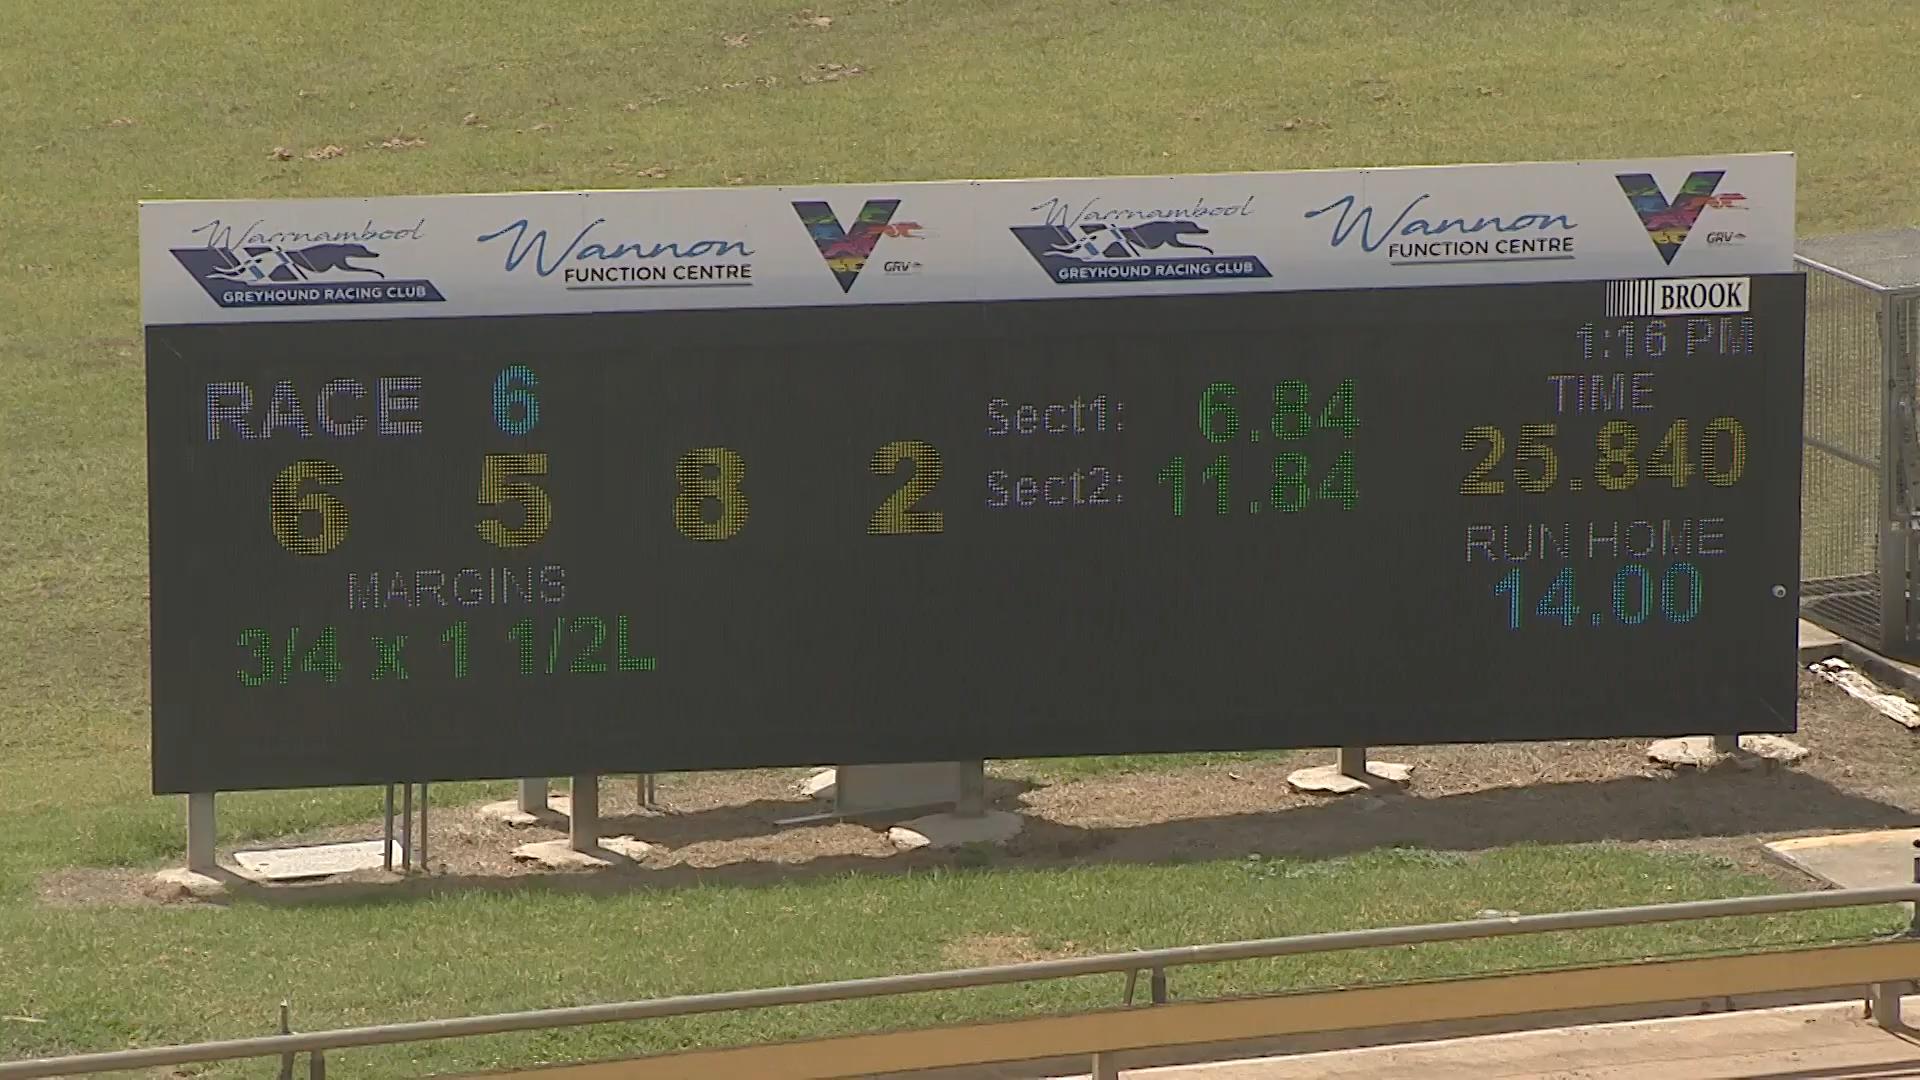 Warrnambool
GREYHOUND RACING CLUB
Wannon
FUNCTION CENTRE
V
GRV
Warrnambool
GREYHOUND RACING CLUB
Wannon
FUNCTION CENTRE
V
GRV
BROOK
1:16 PM
RACE 6
6 5 8 2
MARGINS
3/4 x 1 1/2L
Sect1: 6.84
Sect2: 11.84
TIME
25.840
RUN HOME
14.00